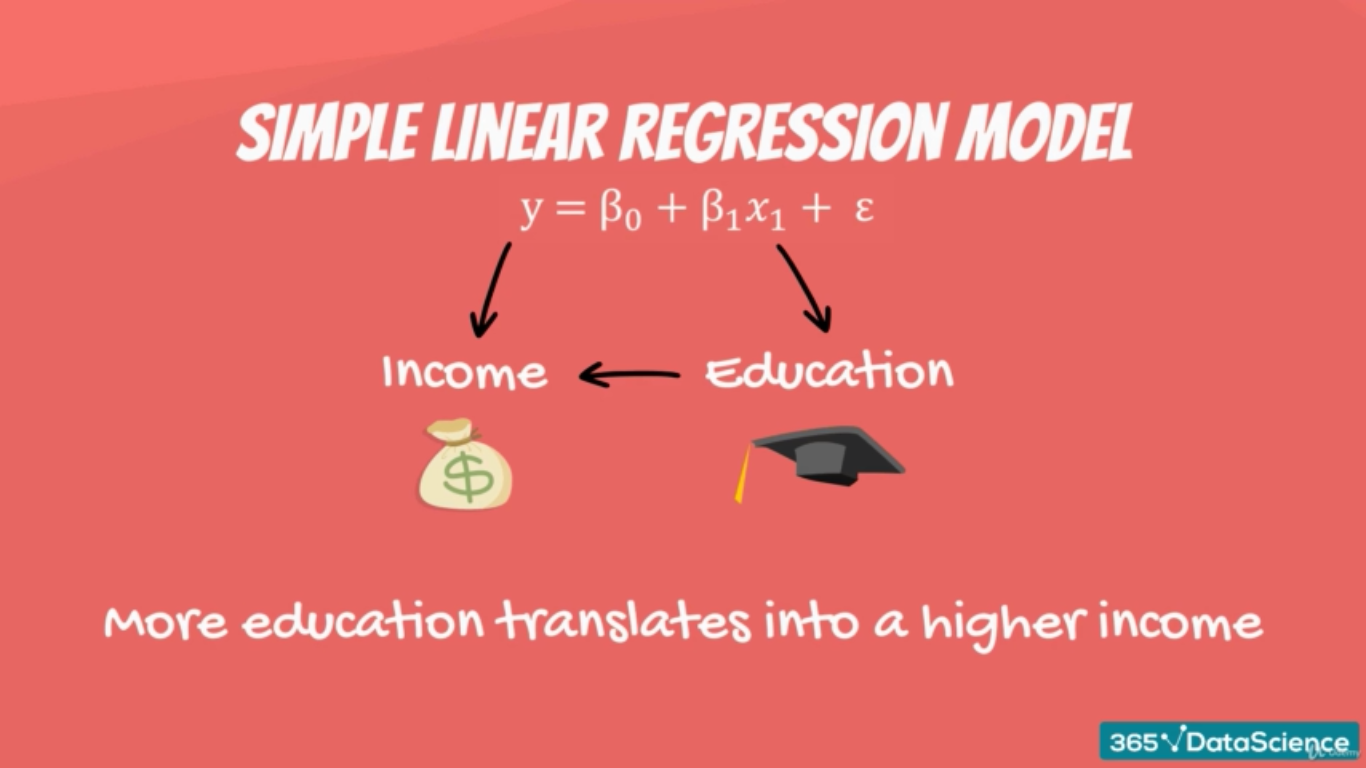 SIMPLE LINEAR REGRESSION MODEL
y = β₀ + β₁x₁ + ε
Income
Education
$
More education translates into a higher income
365 DataScience